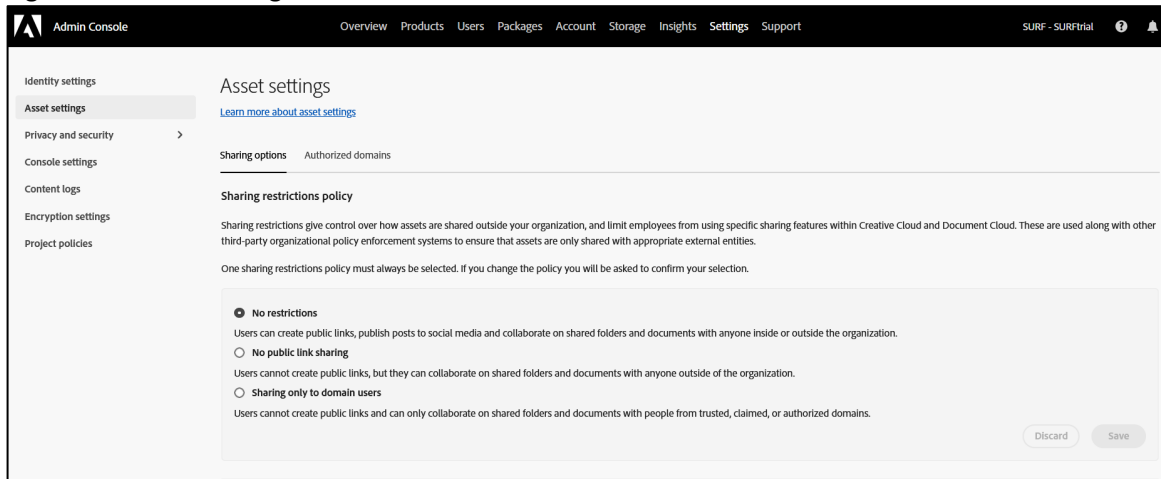 Admin Console
Overview Products Users Packages Account Storage Insights Settings Support
SURF - SURFtrial
Identity settings
Asset settings
Privacy and security
Console settings
Content logs
Encryption settings
Project policies
Asset settings
Learn more about asset settings
Sharing options Authorized domains
Sharing restrictions policy
Sharing restrictions give control over how assets are shared outside your organization, and limit employees from using specific sharing features within Creative Cloud and Document Cloud. These are used along with other
third-party organizational policy enforcement systems to ensure that assets are only shared with appropriate external entities.
One sharing restrictions policy must always be selected. If you change the policy you will be asked to confirm your selection.
No restrictions
Users can create public links, publish posts to social media and collaborate on shared folders and documents with anyone inside or outside the organization.
No public link sharing
Users cannot create public links, but they can collaborate on shared folders and documents with anyone outside of the organization.
Sharing only to domain users
Users cannot create public links and can only collaborate on shared folders and documents with people from trusted, claimed, or authorized domains.
Discard Save